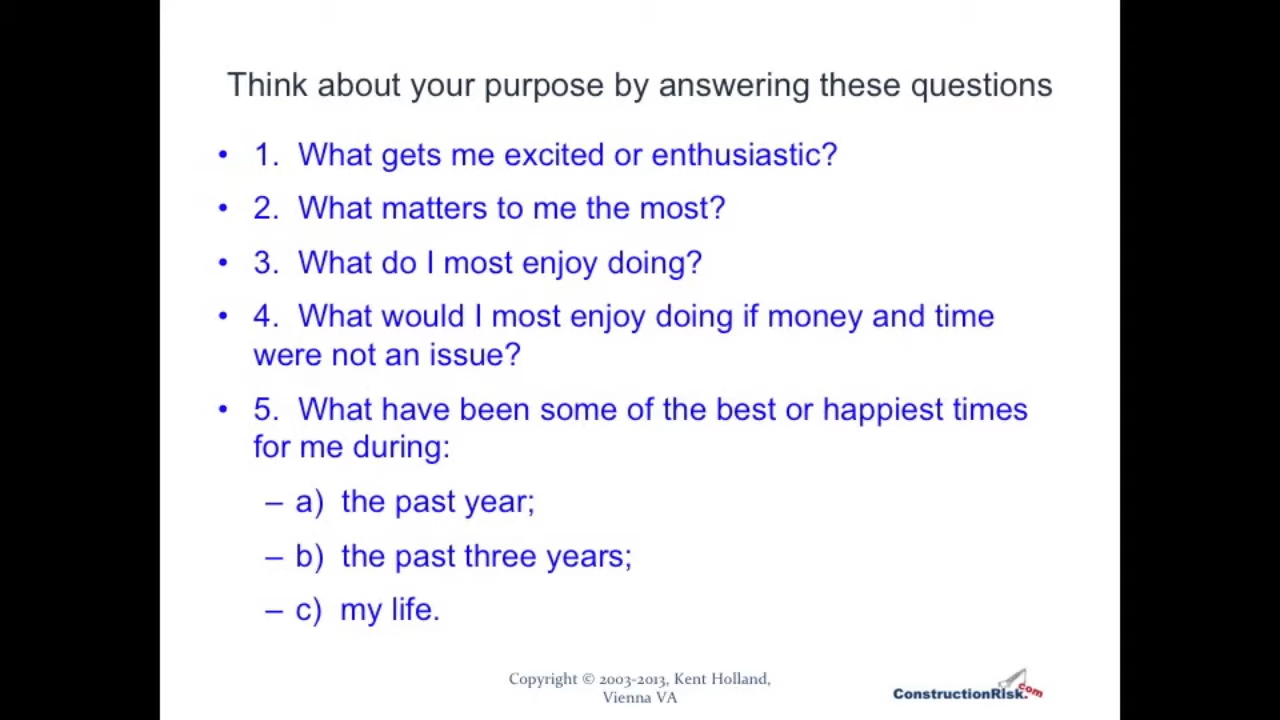 Think about your purpose by answering these questions
• 1. What gets me excited or enthusiastic?
• 2. What matters to me the most?
• 3. What do I most enjoy doing?
• 4. What would I most enjoy doing if money and time
were not an issue?
• 5. What have been some of the best or happiest times
for me during:
– a) the past year;
– b) the past three years;
– c) my life.
Copyright © 2003-2013, Kent Holland,
Vienna VA
ConstructionRisk.com